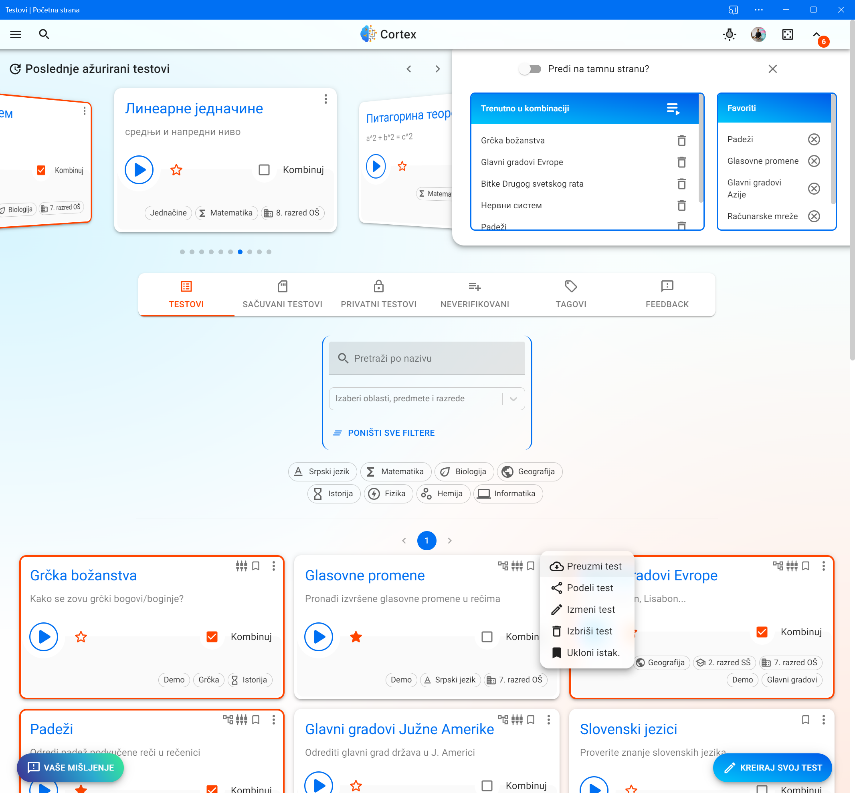 Testovi | Početna strana
Cortex
6
Poslednje ažurirani testovi
Pređi na tamnu stranu?
ем
Kombinuj
Biologija
7. razred OŠ
Линеарне једначине
средњи и напредни ниво
Kombinuj
Jednačine
Matematika
8. razred OŠ
Питагорина теоре
a^2 + b^2 = c^2
Matema
Trenutno u kombinaciji
Grčka božanstva
Glavni gradovi Evrope
Bitke Drugog svetskog rata
Нервни систем
Padeži
Favoriti
Padeži
Glasovne promene
Glavni gradovi
Azije
Računarske mreže
TESTOVI
SAČUVANI TESTOVI
PRIVATNI TESTOVI
NEVERIFIKOVANI
TAGOVI
FEEDBACK
Pretraži po nazivu
Izaberi oblasti, predmete i razrede
PONIŠTI SVE FILTERE
Srpski jezik
Matematika
Biologija
Geografija
Istorija
Fizika
Hemija
Informatika
1
Grčka božanstva
Kako se zovu grčki bogovi/boginje?
Kombinuj
Demo
Grčka
Istorija
Glasovne promene
Pronađi izvršene glasovne promene u rečima
Kombin
Demo
Srpski jezik
7. razred OŠ
Preuzmi test
Podeli test
Izmeni test
Izbriši test
Ukloni istak.
adovi Evropе
n, Lisabon...
Kombinuj
Geografija
2. razred SŠ
7. razred OŠ
Demo
Glavni gradovi
Padeži
Odredi padež podvučene reči u rečenici
Kombinuj
Glavni gradovi Južne Amerike
Odrediti glavni grad država u J. Americi
Kombinuj
Slovenski jezici
Proverite znanje slovenskih jezika
Kombinuj
VAŠE MIŠLJENJE
KREIRAJ SVOJ TEST